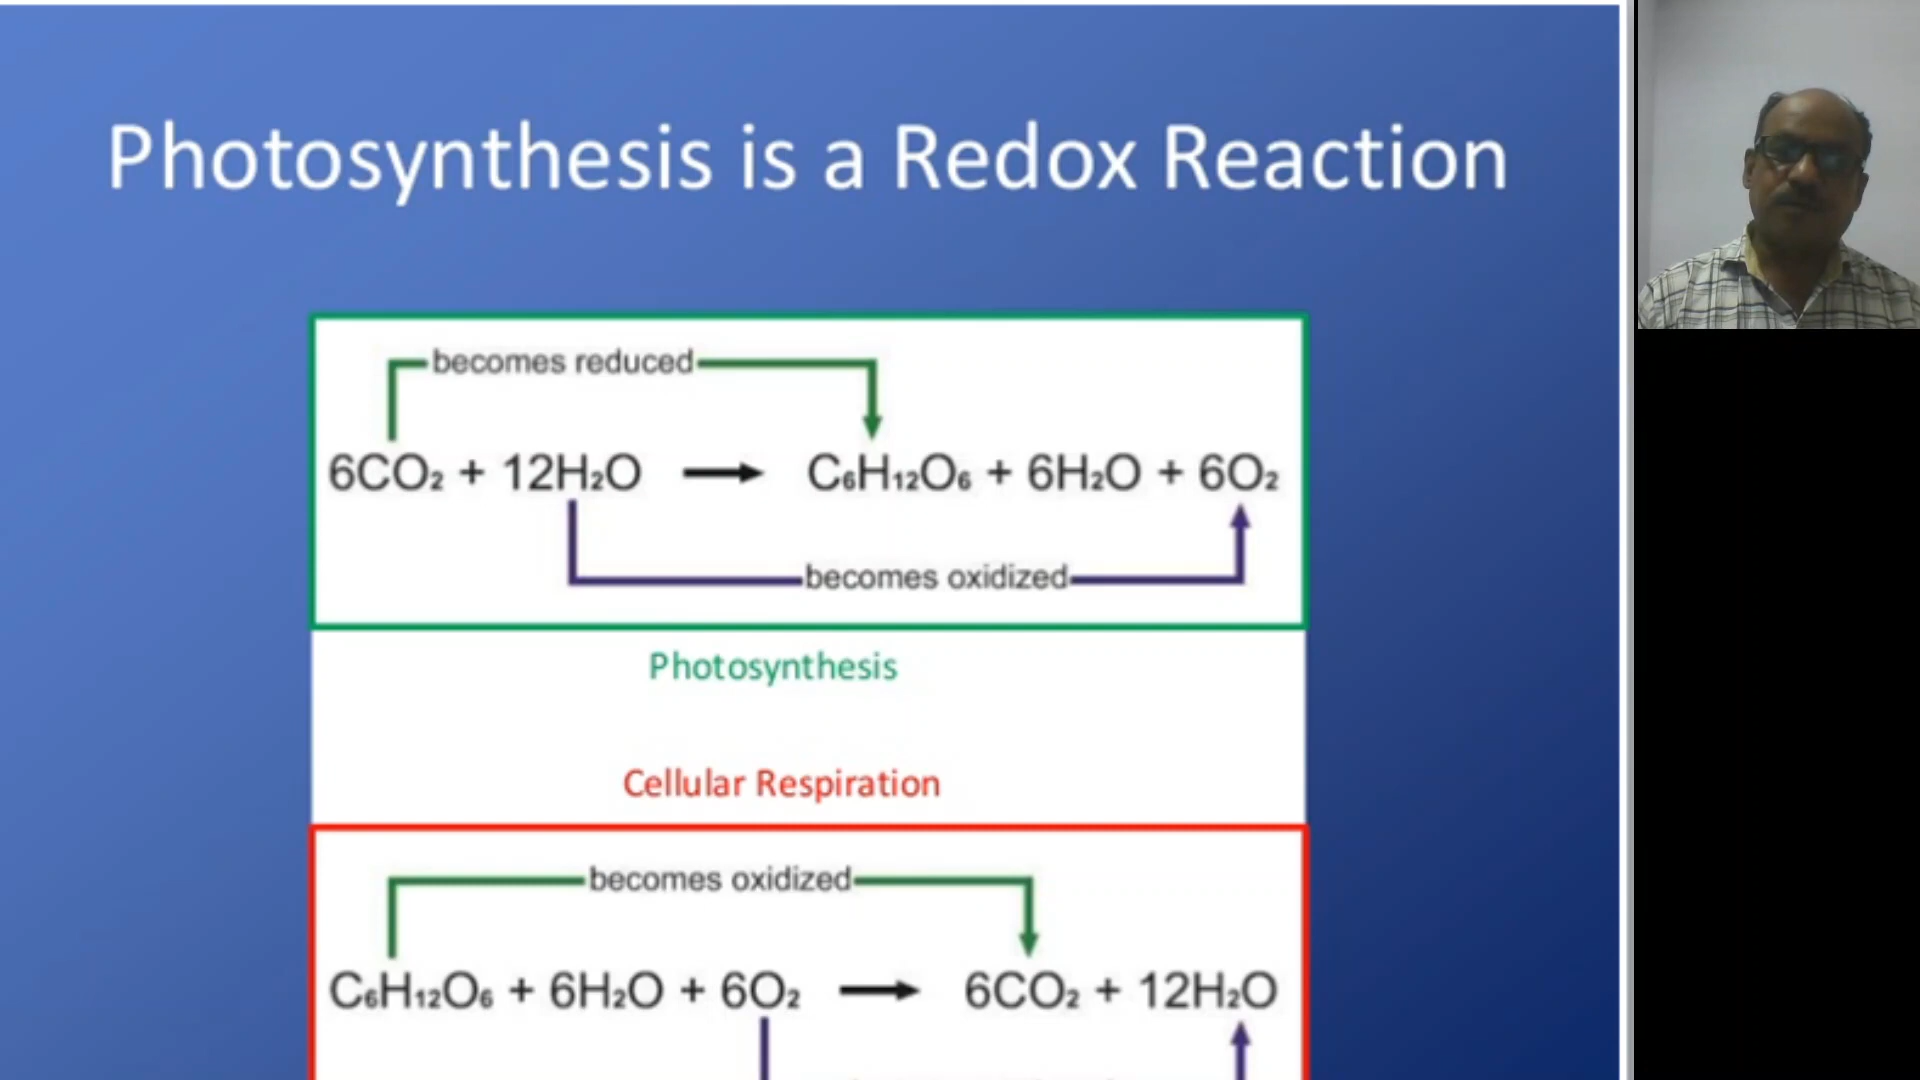 Photosynthesis is a Redox Reaction
becomes reduced
6CO₂ + 12H₂O → C₆H₁₂O₆ + 6H₂O + 6O₂
becomes oxidized
Photosynthesis
Cellular Respiration
becomes oxidized
C₆H₁₂O₆ + 6H₂O + 6O₂ → 6CO₂ + 12H₂O